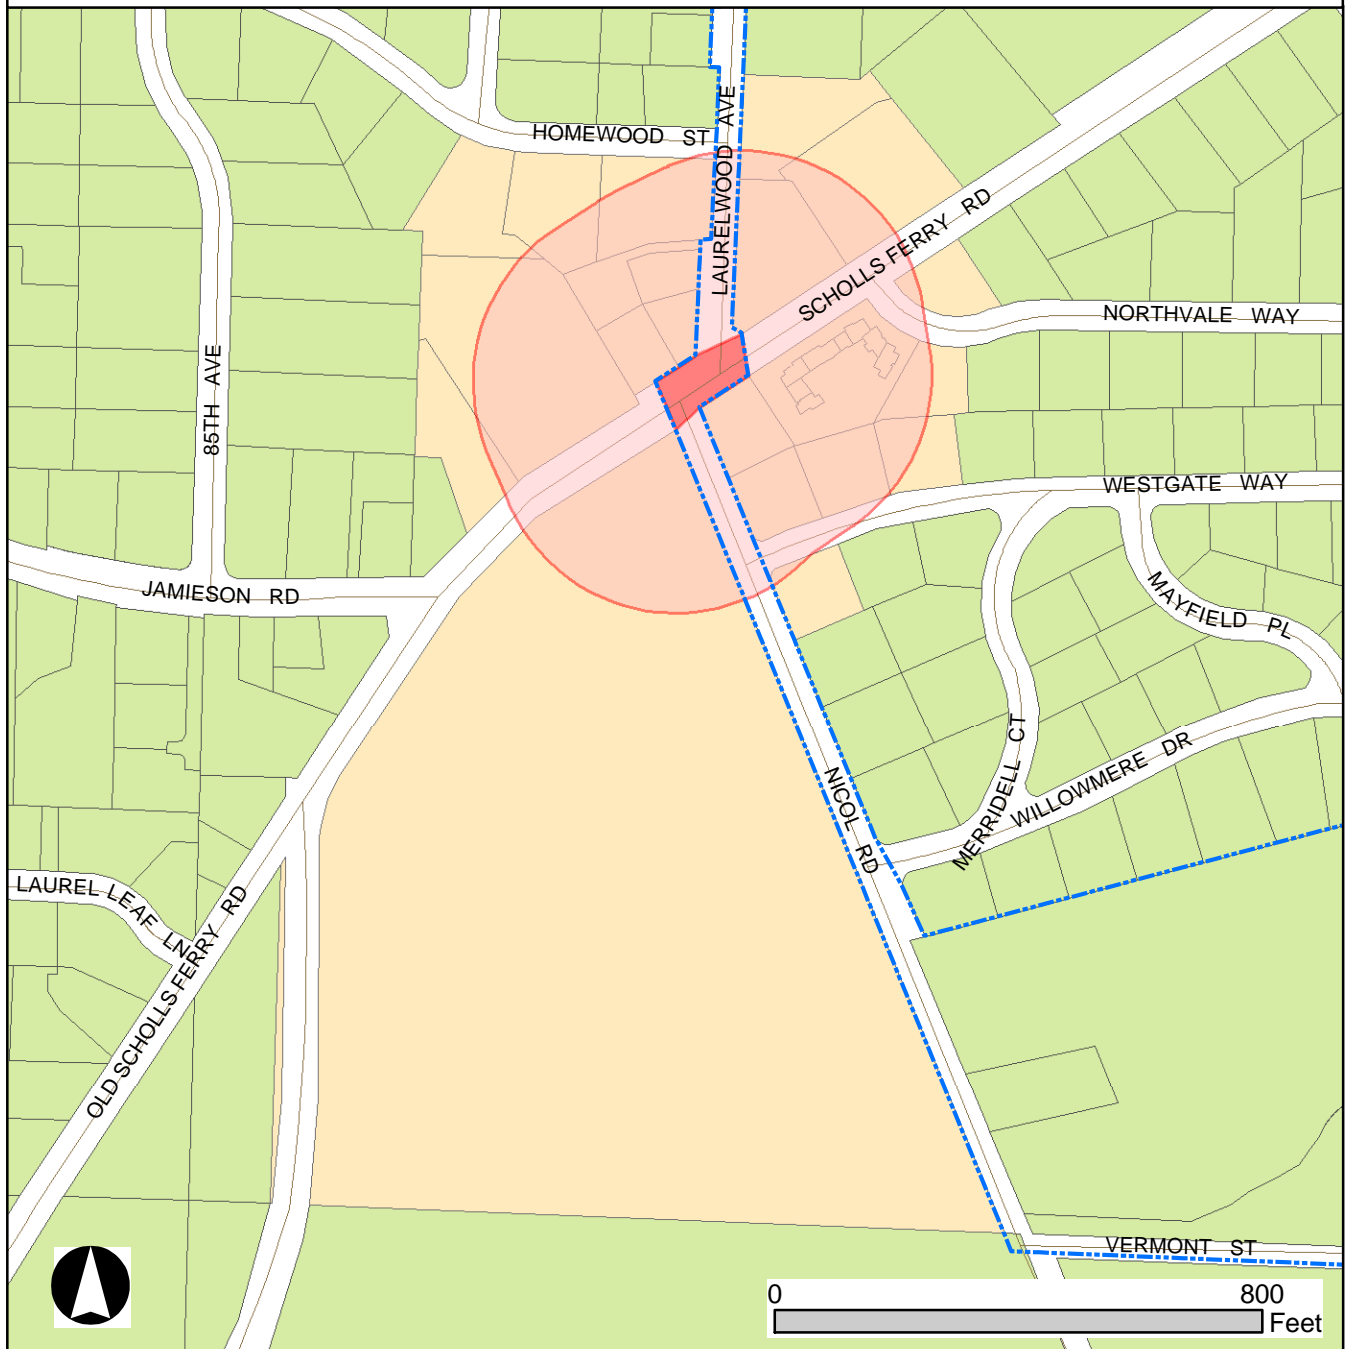 HOMEWOOD ST
LAURELWOOD AVE
SCHOLLS FERRY RD
NORTHVALE WAY
85TH AVE
WESTGATE WAY
JAMIESON RD
MAYFIELD PL
MERRIDELL CT
WILLOWMERE DR
NICOL RD
LAUREL LEAF LN
OLD SCHOLLS FERRY RD
VERMONT ST
0 800
Feet